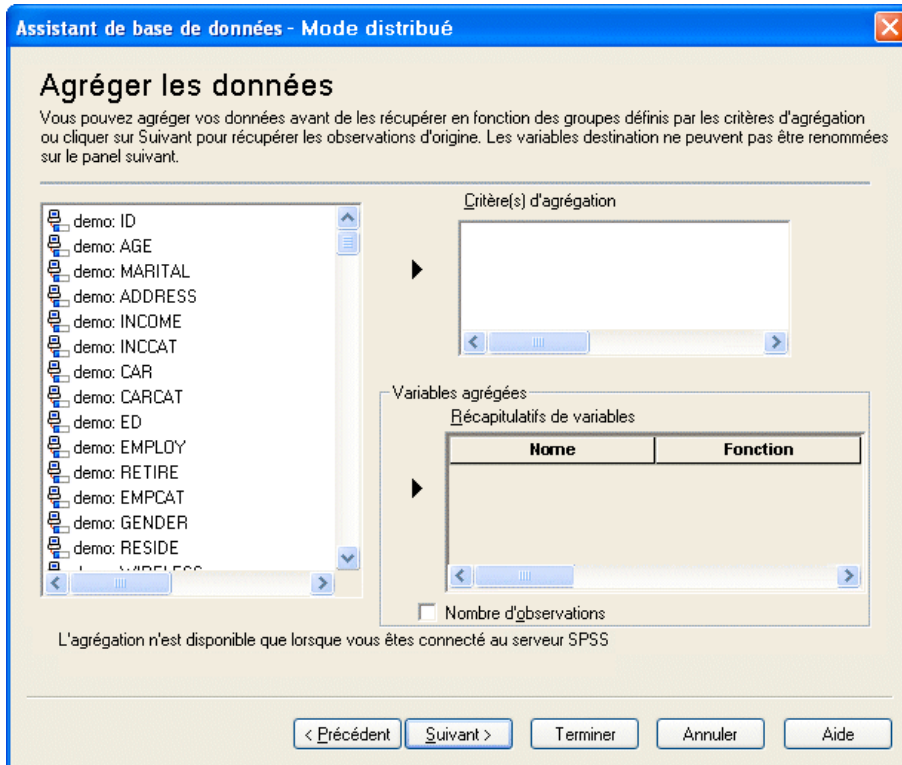 Assistant de base de données - Mode distribué
Agréger les données
Vous pouvez agréger vos données avant de les récupérer en fonction des groupes définis par les critères d'agrégation
ou cliquer sur Suivant pour récupérer les observations d'origine. Les variables destination ne peuvent pas être renommées
sur le panel suivant.
demo: ID
demo: AGE
demo: MARITAL
demo: ADDRESS
demo: INCOME
demo: INCCAT
demo: CAR
demo: CARCAT
demo: ED
demo: EMPLOY
demo: RETIRE
demo: EMPCAT
demo: GENDER
demo: RESIDE
Critère(s) d'agrégation
Variables agrégées
Récapitulatifs de variables
Nome Fonction
Nombre d'observations
L'agrégation n'est disponible que lorsque vous êtes connecté au serveur SPSS
< Précédent Suivant > Terminer Annuler Aide